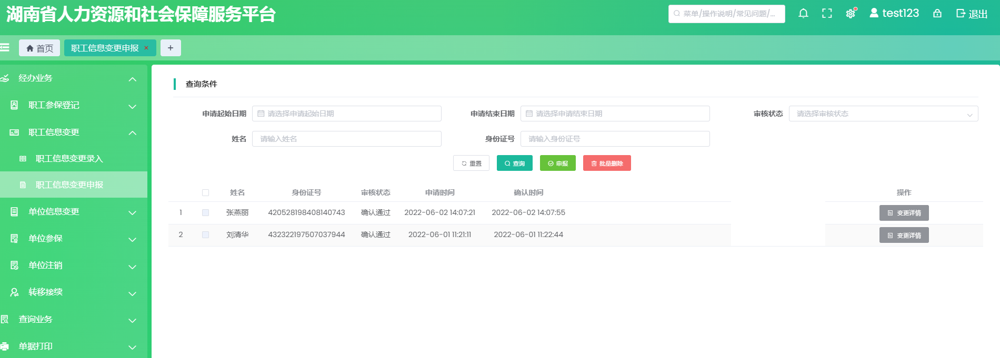 湖南省人力资源和社会保障服务平台
菜单/操作说明/常见问题/...
test123
退出
首页
职工信息变更申报 ×
+
经办业务
职工参保登记
职工信息变更
职工信息变更录入
职工信息变更申报
单位信息变更
单位参保
单位注销
转移接续
查询业务
单据打印
查询条件
申请起始日期 请选择申请起始日期 申请结束日期 请选择申请结束日期 审核状态 请选择审核状态
姓名 请输入姓名 身份证号 请输入身份证号
重置 查询 申报 批量删除
姓名 身份证号 审核状态 申请时间 确认时间 操作
1 张燕丽 420528198408140743 确认通过 2022-06-02 14:07:21 2022-06-02 14:07:55 变更详情
2 刘清华 432322197507037944 确认通过 2022-06-01 11:21:11 2022-06-01 11:22:44 变更详情